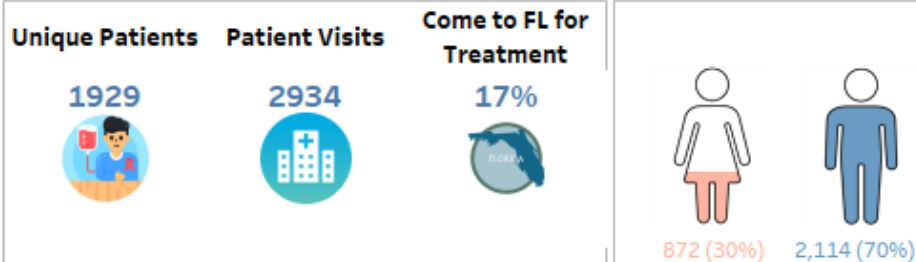 Unique Patients
1929
Patient Visits
2934
Come to FL for
Treatment
17%
872 (30%)
2,114 (70%)